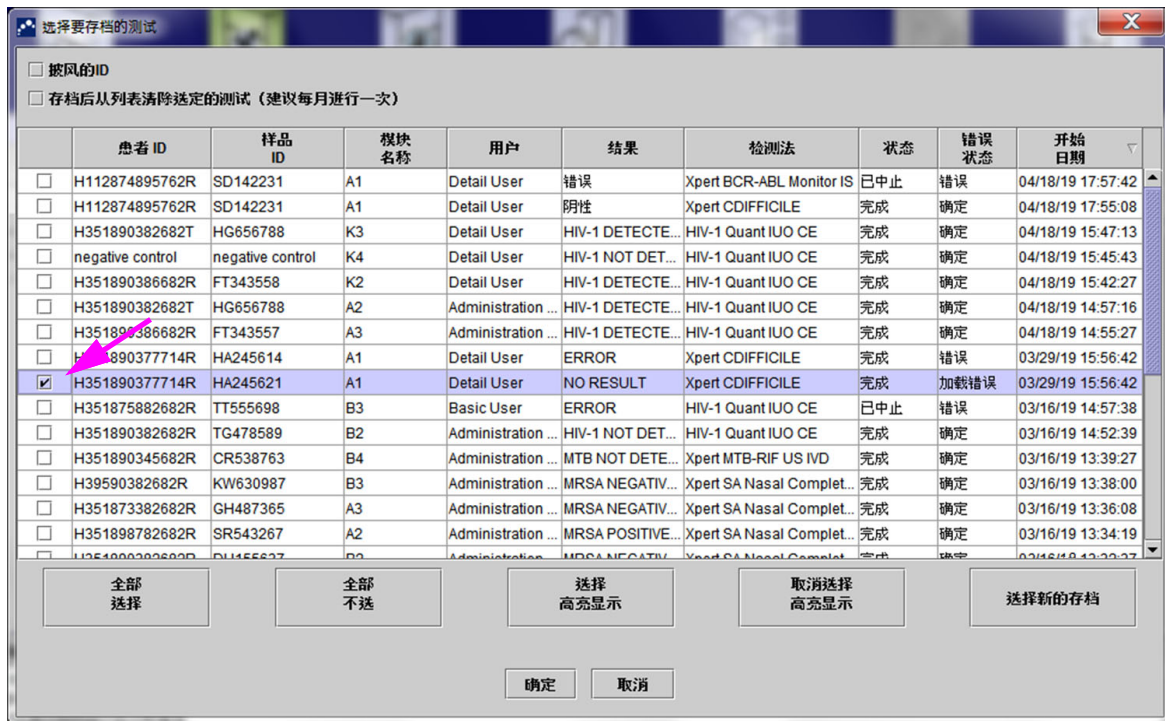 选择要存档的测试
披风的ID
存档后从列表清除选定的测试（建议每月进行一次）
患者 ID 样品 ID 模块 名称 用户 结果 检测法 状态 错误 状态 开始 日期
H112874895762R SD142231 A1 Detail User 错误 Xpert BCR-ABL Monitor IS 已中止 错误 04/18/19 17:57:42
H112874895762R SD142231 A1 Detail User 阴性 Xpert CDIFFICILE 完成 确定 04/18/19 17:55:08
H351890382682T HG656788 K3 Detail User HIV-1 DETECTE... HIV-1 Quant IUO CE 完成 确定 04/18/19 15:47:13
negative control negative control K4 Detail User HIV-1 NOT DET... HIV-1 Quant IUO CE 完成 确定 04/18/19 15:45:43
H351890386682R FT343558 K2 Detail User HIV-1 DETECTE... HIV-1 Quant IUO CE 完成 确定 04/18/19 15:42:27
H351890382682T HG656788 A2 Administration ... HIV-1 DETECTE... HIV-1 Quant IUO CE 完成 确定 04/18/19 14:57:16
H351890386682R FT343557 A3 Administration ... HIV-1 DETECTE... HIV-1 Quant IUO CE 完成 确定 04/18/19 14:55:27
890377714R HA245614 A1 Detail User ERROR Xpert CDIFFICILE 完成 错误 03/29/19 15:56:42
H351890377714R HA245621 A1 Detail User NO RESULT Xpert CDIFFICILE 完成 加载错误 03/29/19 15:56:42
H351875882682R TT555698 B3 Basic User ERROR HIV-1 Quant IUO CE 已中止 错误 03/16/19 14:57:38
H351890382682R TG478589 B2 Administration ... HIV-1 NOT DET... HIV-1 Quant IUO CE 完成 确定 03/16/19 14:52:39
H351890345682R CR538763 B4 Administration ... MTB NOT DETE... Xpert MTB-RIF US IVD 完成 确定 03/16/19 13:39:27
H39590382682R KW630987 B3 Administration ... MRSA NEGATIV... Xpert SA Nasal Complet... 完成 确定 03/16/19 13:38:00
H351873382682R GH487365 A3 Administration ... MRSA NEGATIV... Xpert SA Nasal Complet... 完成 确定 03/16/19 13:36:08
H351898782682R SR543267 A2 Administration ... MRSA POSITIVE... Xpert SA Nasal Complet... 完成 确定 03/16/19 13:34:19
全部 选择 全部 不选 选择 高亮显示 取消选择 高亮显示 选择新的存档
确定 取消